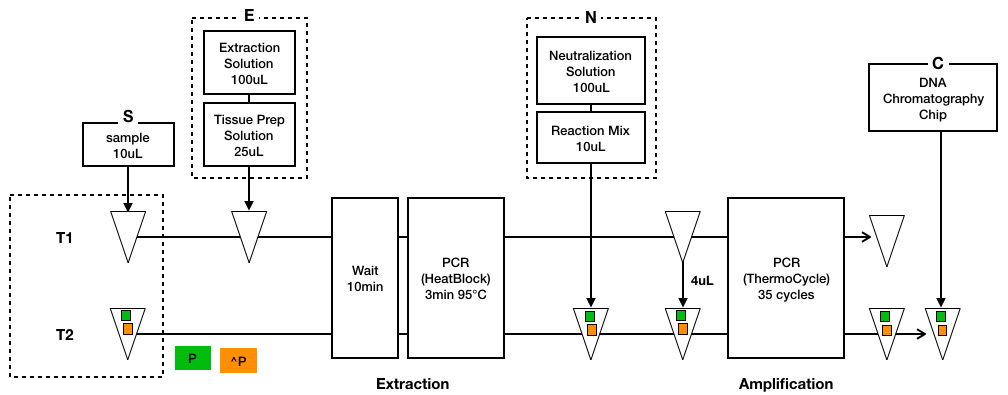 E
Extraction
Solution
100uL
Tissue Prep
Solution
25uL
N
Neutralization
Solution
100uL
Reaction Mix
10uL
C
DNA
Chromatography
Chip
S
sample
10uL
T1
T2
P
^P
Wait
10min
PCR
(HeatBlock)
3min 95°C
4uL
PCR
(ThermoCycle)
35 cycles
Extraction
Amplification